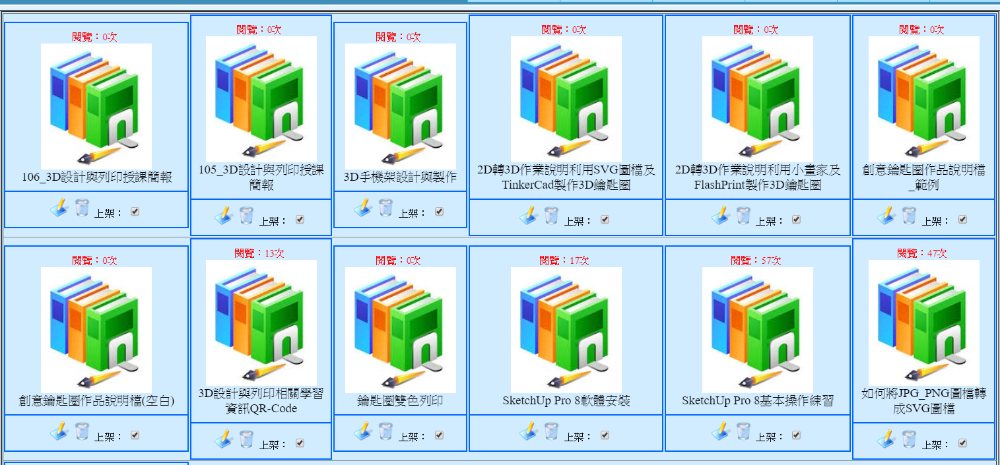 閱覽：0次
106_3D設計與列印授課簡報
上架：
閱覽：0次
105_3D設計與列印授課
簡報
上架：
閱覽：0次
3D手機架設計與製作
上架：
閱覽：0次
2D轉3D作業說明利用SVG圖檔及
TinkerCad製作3D鑰匙圈
上架：
閱覽：0次
2D轉3D作業說明利用小畫家及
FlashPrint製作3D鑰匙圈
上架：
閱覽：0次
創意鑰匙圈作品說明檔
_範例
上架：
閱覽：0次
創意鑰匙圈作品說明檔(空白)
上架：
閱覽：13次
3D設計與列印相關學習
資訊QR-Code
上架：
閱覽：0次
鑰匙圈雙色列印
上架：
閱覽：17次
SketchUp Pro 8軟體安裝
上架：
閱覽：57次
SketchUp Pro 8基本操作練習
上架：
閱覽：47次
如何將JPG_PNG圖檔轉
成SVG圖檔
上架：